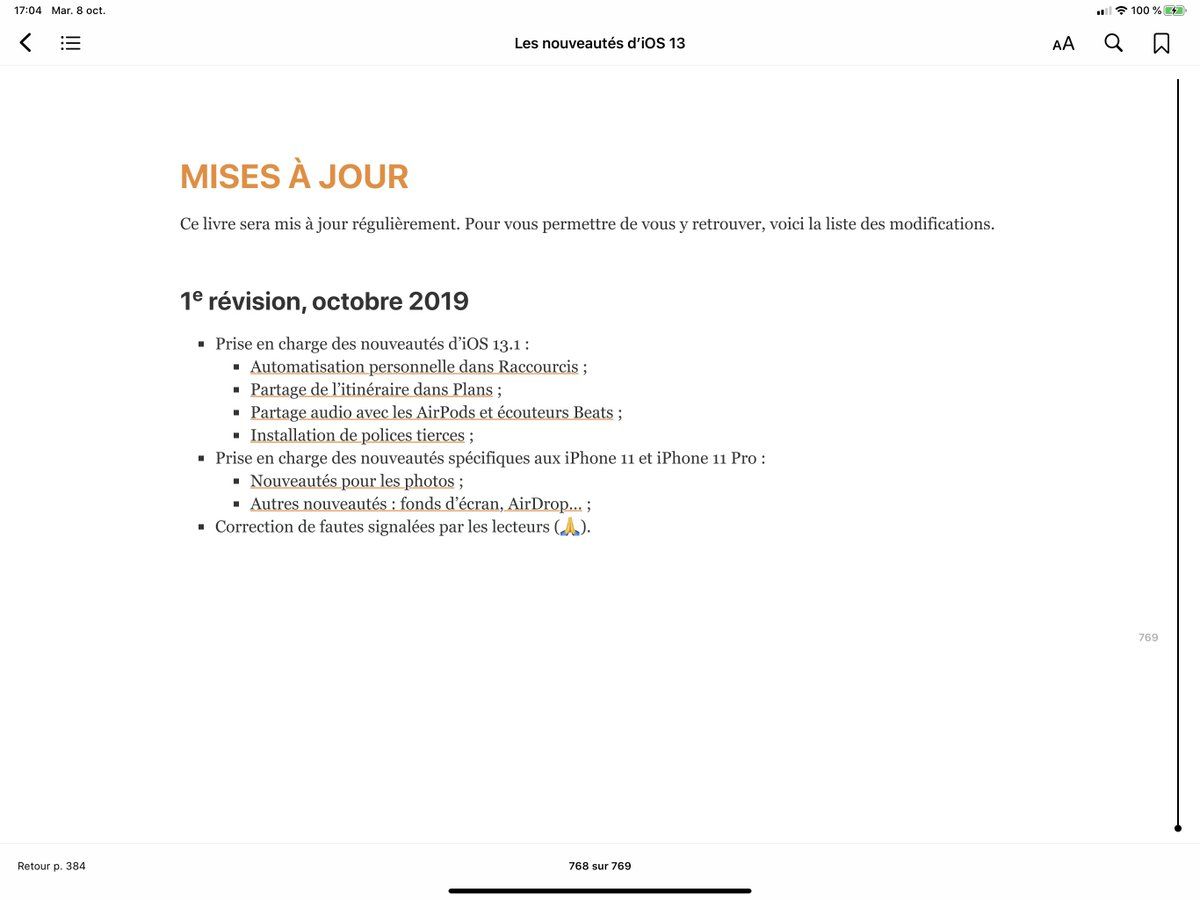 17:04 Mar. 8 oct.
100 %
Les nouveautés d’iOS 13
AA
MISES À JOUR
Ce livre sera mis à jour régulièrement. Pour vous permettre de vous y retrouver, voici la liste des modifications.
1e révision, octobre 2019
▪ Prise en charge des nouveautés d’iOS 13.1 :
▪ Automatisation personnelle dans Raccourcis ;
▪ Partage de l’itinéraire dans Plans ;
▪ Partage audio avec les AirPods et écouteurs Beats ;
▪ Installation de polices tierces ;
▪ Prise en charge des nouveautés spécifiques aux iPhone 11 et iPhone 11 Pro :
▪ Nouveautés pour les photos ;
▪ Autres nouveautés : fonds d’écran, AirDrop… ;
▪ Correction de fautes signalées par les lecteurs (🙏).
769
Retour p. 384
768 sur 769